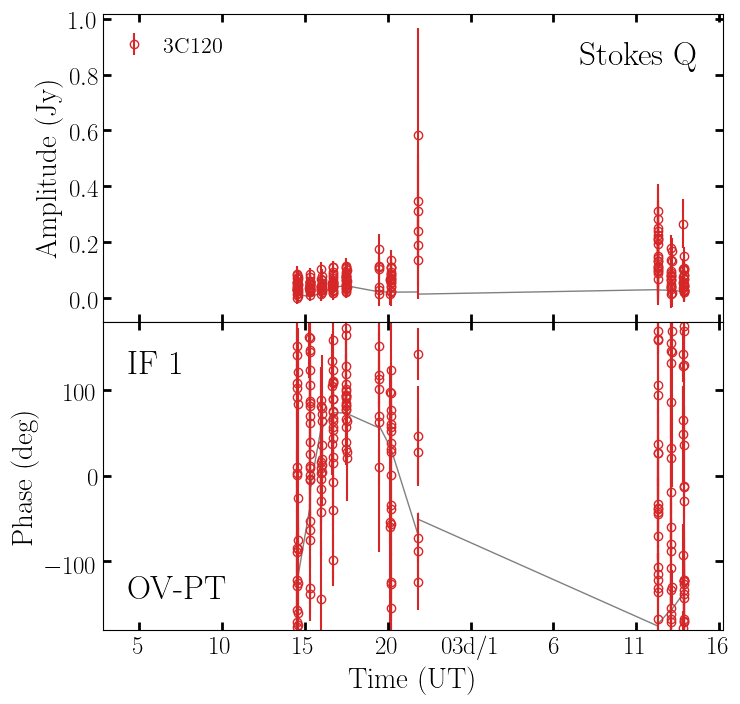 1.0
0.8
0.6
0.4
0.2
0.0
Amplitude (Jy)
3C120
Stokes Q
100
0
−100
Phase (deg)
IF 1
OV-PT
5 10 15 20 03d/1 6 11 16
Time (UT)